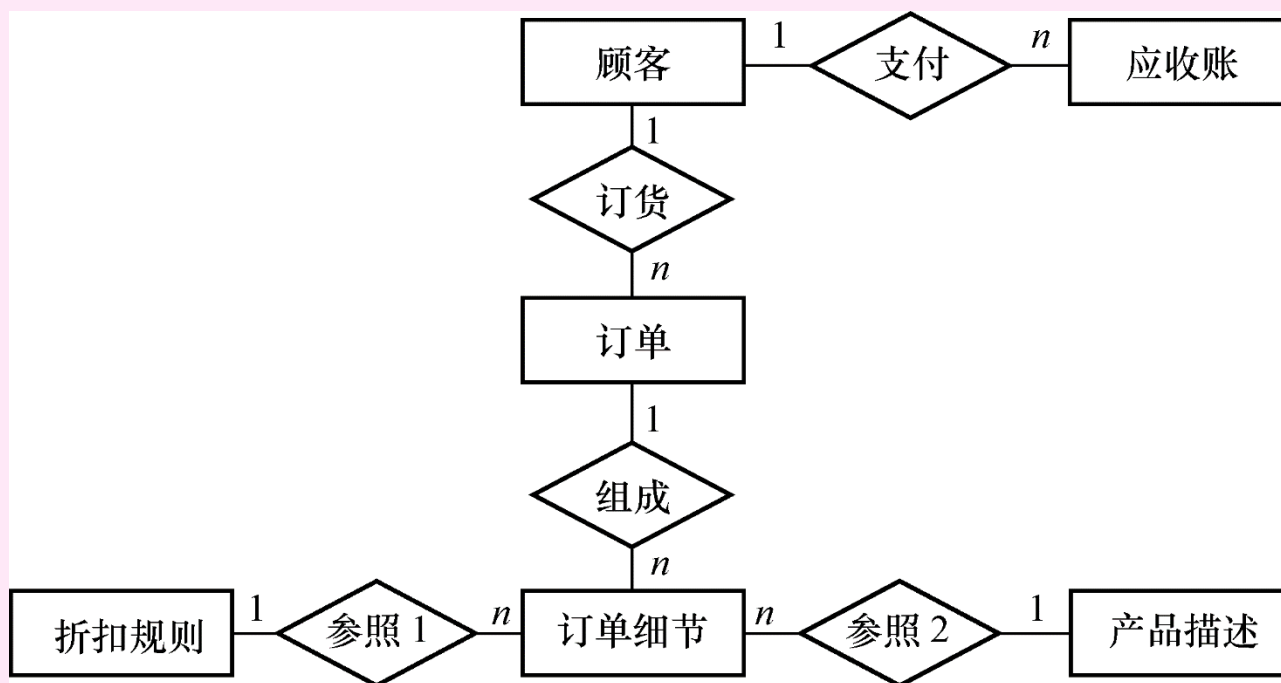 顾客 1 支付 n 应收账
1
订货
n
订单
1
组成
n
折扣规则 1 参照 1 n 订单细节 n 参照 2 1 产品描述